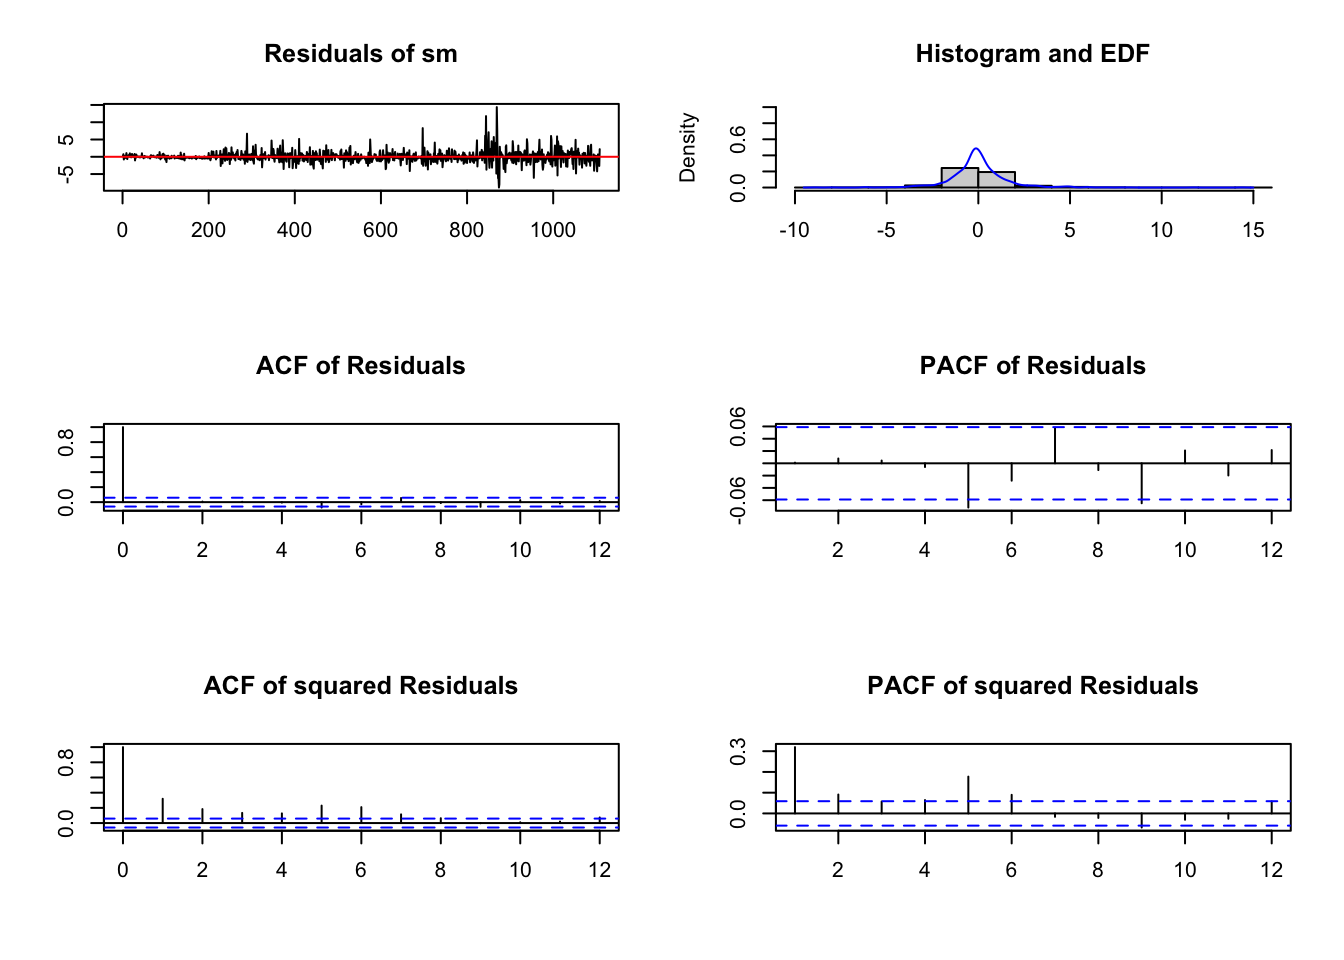 Residuals of sm
5
-5
0 200 400 600 800 1000
Histogram and EDF
Density
0.6
0.0
-10 -5 0 5 10 15
ACF of Residuals
0.8
0.0
0 2 4 6 8 10 12
PACF of Residuals
0.06
-0.06
2 4 6 8 10 12
ACF of squared Residuals
0.8
0.0
0 2 4 6 8 10 12
PACF of squared Residuals
0.3
0.0
2 4 6 8 10 12